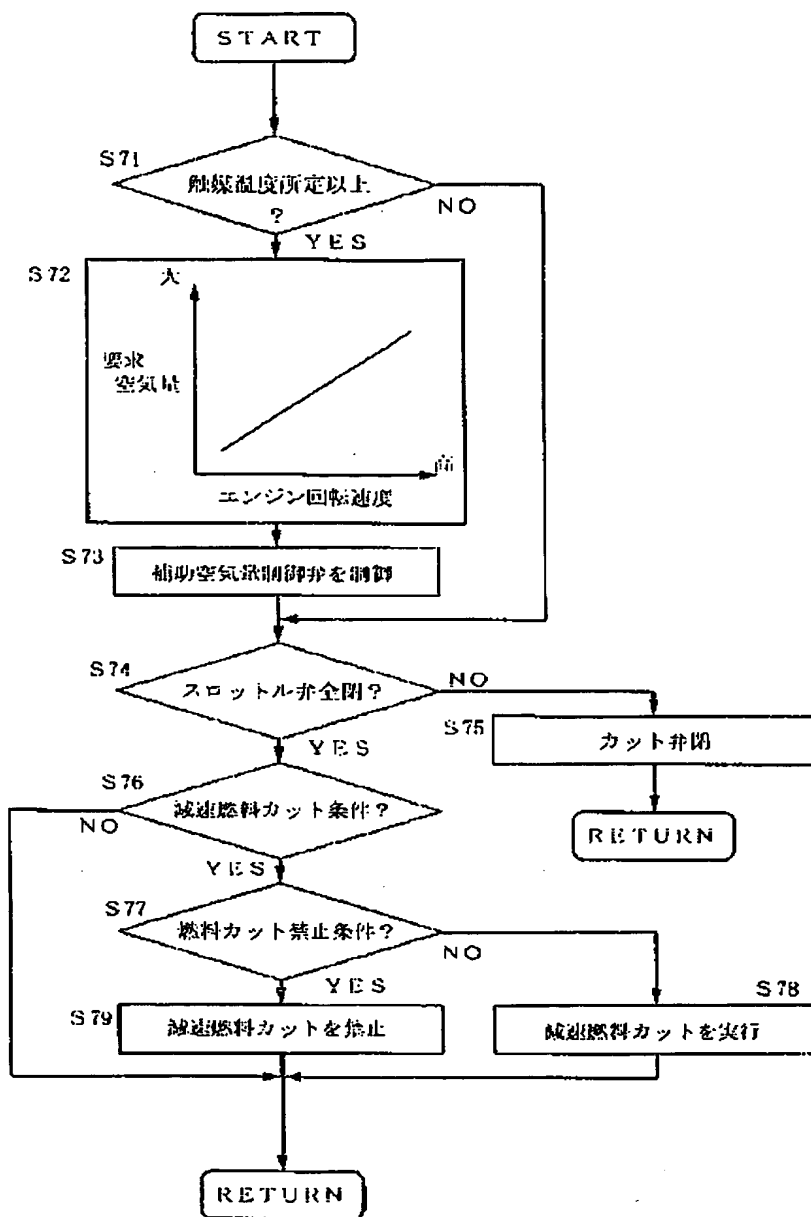 START
S71
触媒温度所定以上
?
NO
YES
S72
大
要求
空気量
高
エンジン回転速度
S73
補助空気量制御弁を制御
S74
スロットル弁全閉?
NO
YES
S75
カット弁閉
RETURN
S76
減速燃料カット条件?
NO
YES
S77
燃料カット禁止条件?
NO
YES
S79
減速燃料カットを禁止
S78
減速燃料カットを実行
RETURN